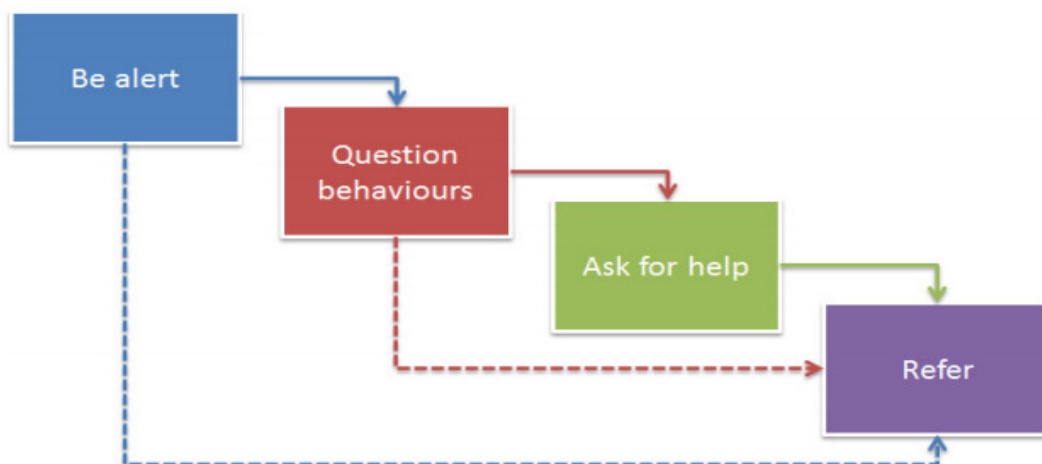 Be alert
Question
behaviours
Ask for help
Refer